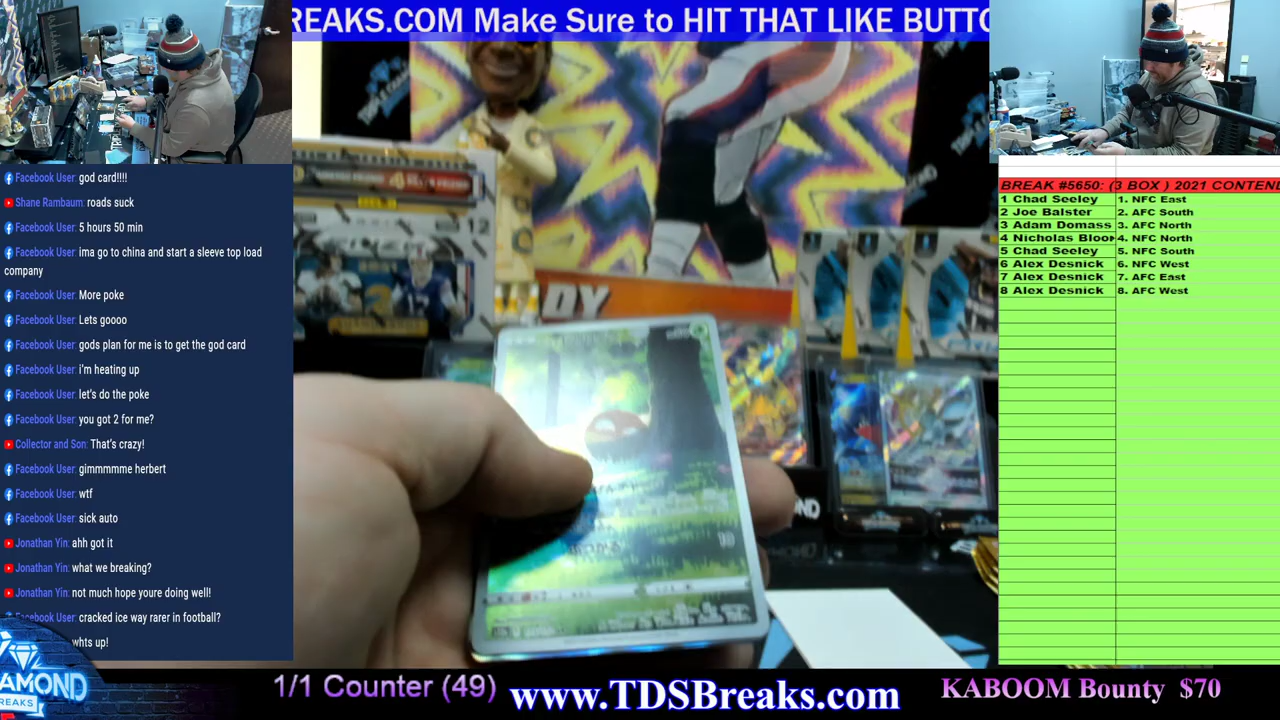 REAKS.COM Make Sure to HIT THAT LIKE BUTTO
Facebook User: god card!!!!
Shane Rambaum: roads suck
Facebook User: 5 hours 50 min
Facebook User: ima go to china and start a sleeve top load
company
Facebook User: More poke
Facebook User: Lets goooo
Facebook User: gods plan for me is to get the god card
Facebook User: i'm heating up
Facebook User: let's do the poke
Facebook User: you got 2 for me?
Collector and Son: That's crazy!
Facebook User: gimmmmme herbert
Facebook User: wtf
Facebook User: sick auto
Jonathan Yin: ahh got it
Jonathan Yin: what we breaking?
Jonathan Yin: not much hope youre doing well!
Facebook User: cracked ice way rarer in football?
whts up!
AMOND
BREAKS
12
DY
OND
BREAK #5650: (3 BOX ) 2021 CONTEND
1 Chad Seeley 1. NFC East
2 Joe Balster 2. AFC South
3 Adam Domass 3. AFC North
4 Nicholas Bloor 4. NFC North
5 Chad Seeley 5. NFC South
6 Alex Desnick 6. NFC West
7 Alex Desnick 7. AFC East
8 Alex Desnick 8. AFC West
1/1 Counter (49)
www.TDSBreaks.com
KABOOM Bounty $70